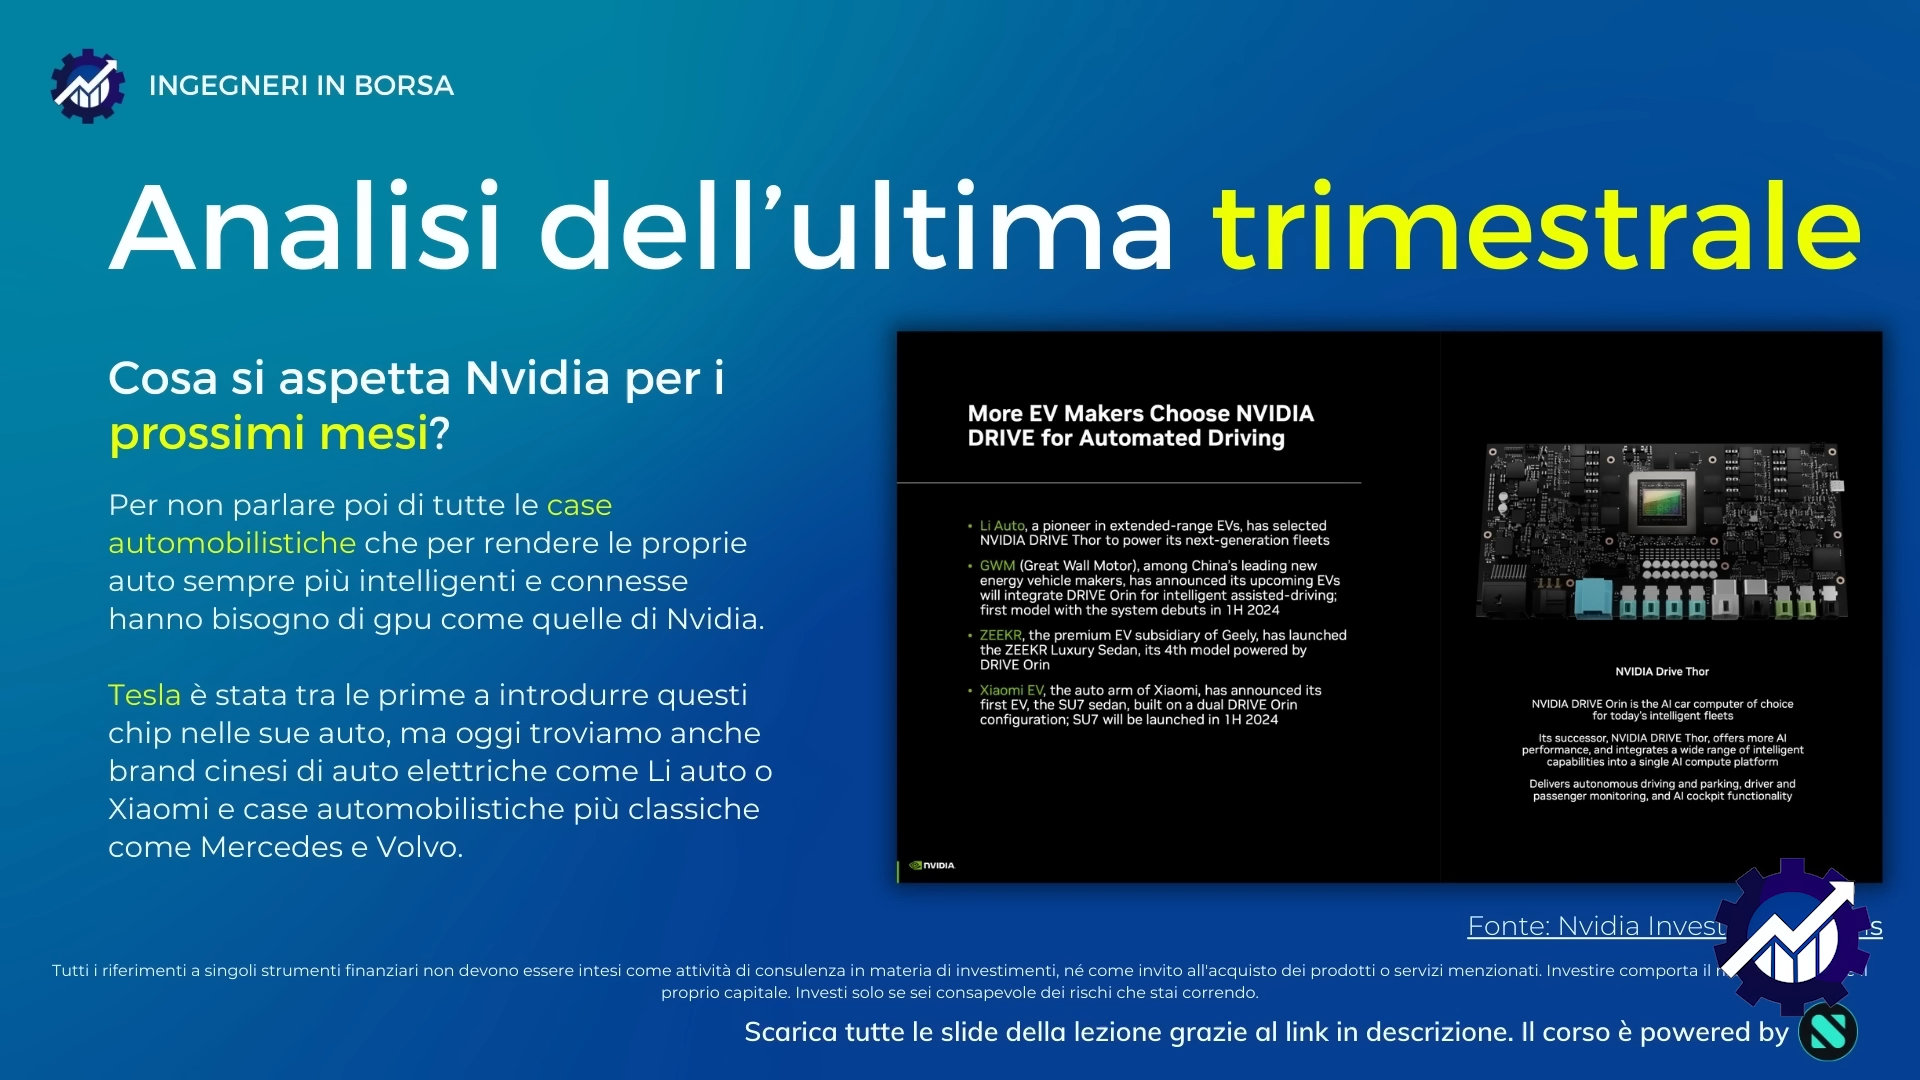 INGEGNERI IN BORSA
Analisi dell’ultima trimestrale
Cosa si aspetta Nvidia per i
prossimi mesi?
Per non parlare poi di tutte le case
automobilistiche che per rendere le proprie
auto sempre più intelligenti e connesse
hanno bisogno di gpu come quelle di Nvidia.
Tesla è stata tra le prime a introdurre questi
chip nelle sue auto, ma oggi troviamo anche
brand cinesi di auto elettriche come Li auto o
Xiaomi e case automobilistiche più classiche
come Mercedes e Volvo.
More EV Makers Choose NVIDIA
DRIVE for Automated Driving
• Li Auto, a pioneer in extended-range EVs, has selected
NVIDIA DRIVE Thor to power its next-generation fleets
• GWM (Great Wall Motor), among China's leading new
energy vehicle makers, has announced its upcoming EVs
will integrate DRIVE Orin for intelligent assisted-driving;
first model with the system debuts in 1H 2024
• ZEEKR, the premium EV subsidiary of Geely, has launched
the ZEEKR Luxury Sedan, its 4th model powered by
DRIVE Orin
• Xiaomi EV, the auto arm of Xiaomi, has announced its
first EV, the SU7 sedan, built on a dual DRIVE Orin
configuration; SU7 will be launched in 1H 2024
NVIDIA
NVIDIA Drive Thor
NVIDIA DRIVE Orin is the AI car computer of choice
for today's intelligent fleets
Its successor, NVIDIA DRIVE Thor, offers more AI
performance, and integrates a wide range of intelligent
capabilities into a single AI compute platform
Delivers autonomous driving and parking, driver and
passenger monitoring, and AI cockpit functionality
Fonte: Nvidia
Tutti i riferimenti a singoli strumenti finanziari non devono essere intesi come attività di consulenza in materia di investimenti, né come invito all'acquisto dei prodotti o servizi menzionati. Investire comporta il
proprio capitale. Investi solo se sei consapevole dei rischi che stai correndo.
Scarica tutte le slide della lezione grazie al link in descrizione. Il corso è powered by